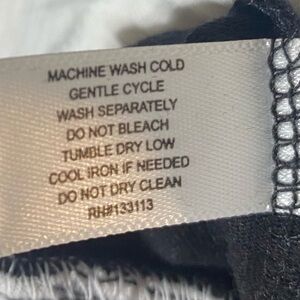 MACHINE WASH COLD
GENTLE CYCLE
WASH SEPARATELY
DO NOT BLEACH
TUMBLE DRY LOW
COOL IRON IF NEEDED
DO NOT DRY CLEAN
RN#133113